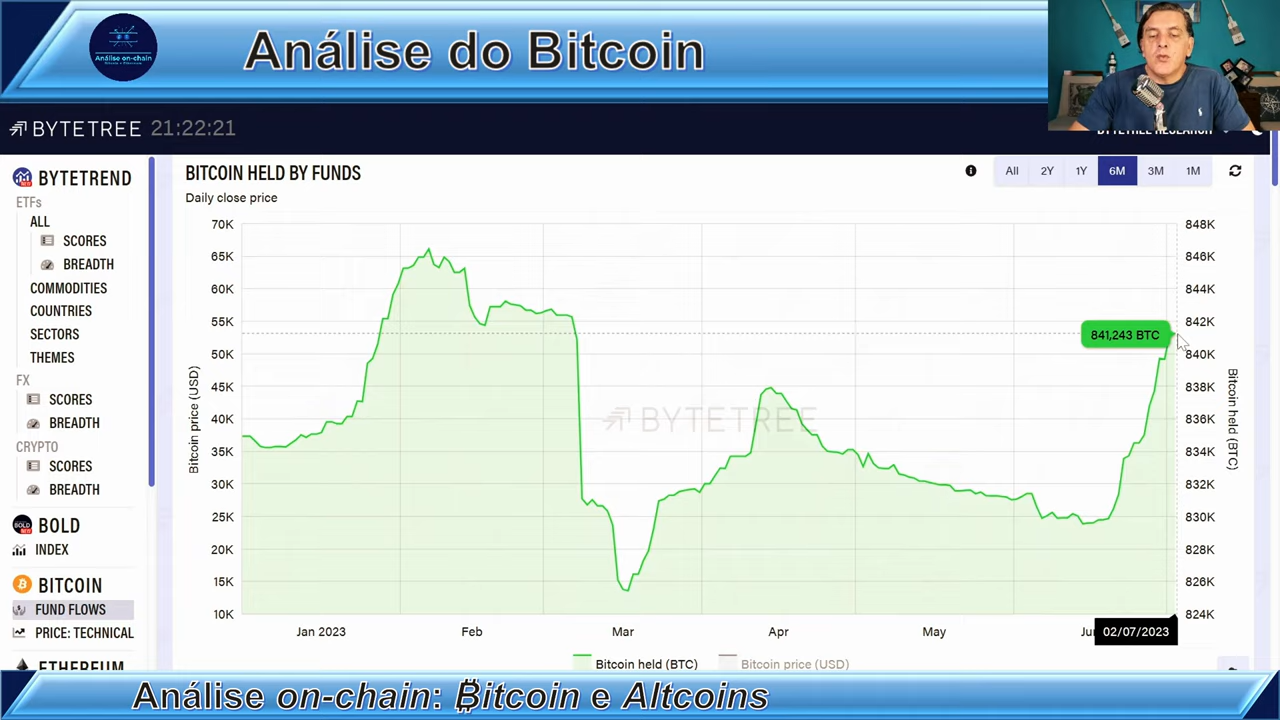 Análise on-chain
Análise do Bitcoin
BYTETREE 21:22:21
BYTETREND
ETFs
ALL
SCORES
BREADTH
COMMODITIES
COUNTRIES
SECTORS
THEMES
FX
SCORES
BREADTH
CRYPTO
SCORES
BREADTH
BOLD
INDEX
BITCOIN
FUND FLOWS
PRICE: TECHNICAL
ETHEREUM
BITCOIN HELD BY FUNDS
Daily close price
All 2Y 1Y 6M 3M 1M
70K
65K
60K
55K
50K
45K
40K
35K
30K
25K
20K
15K
10K
Bitcoin price (USD)
BYTETREE
841,243 BTC
848K
846K
844K
842K
840K
838K
836K
834K
832K
830K
828K
826K
824K
Bitcoin held (BTC)
Jan 2023 Feb Mar Apr May
02/07/2023
Bitcoin held (BTC) Bitcoin price (USD)
Análise on-chain: ₿itcoin e Altcoins